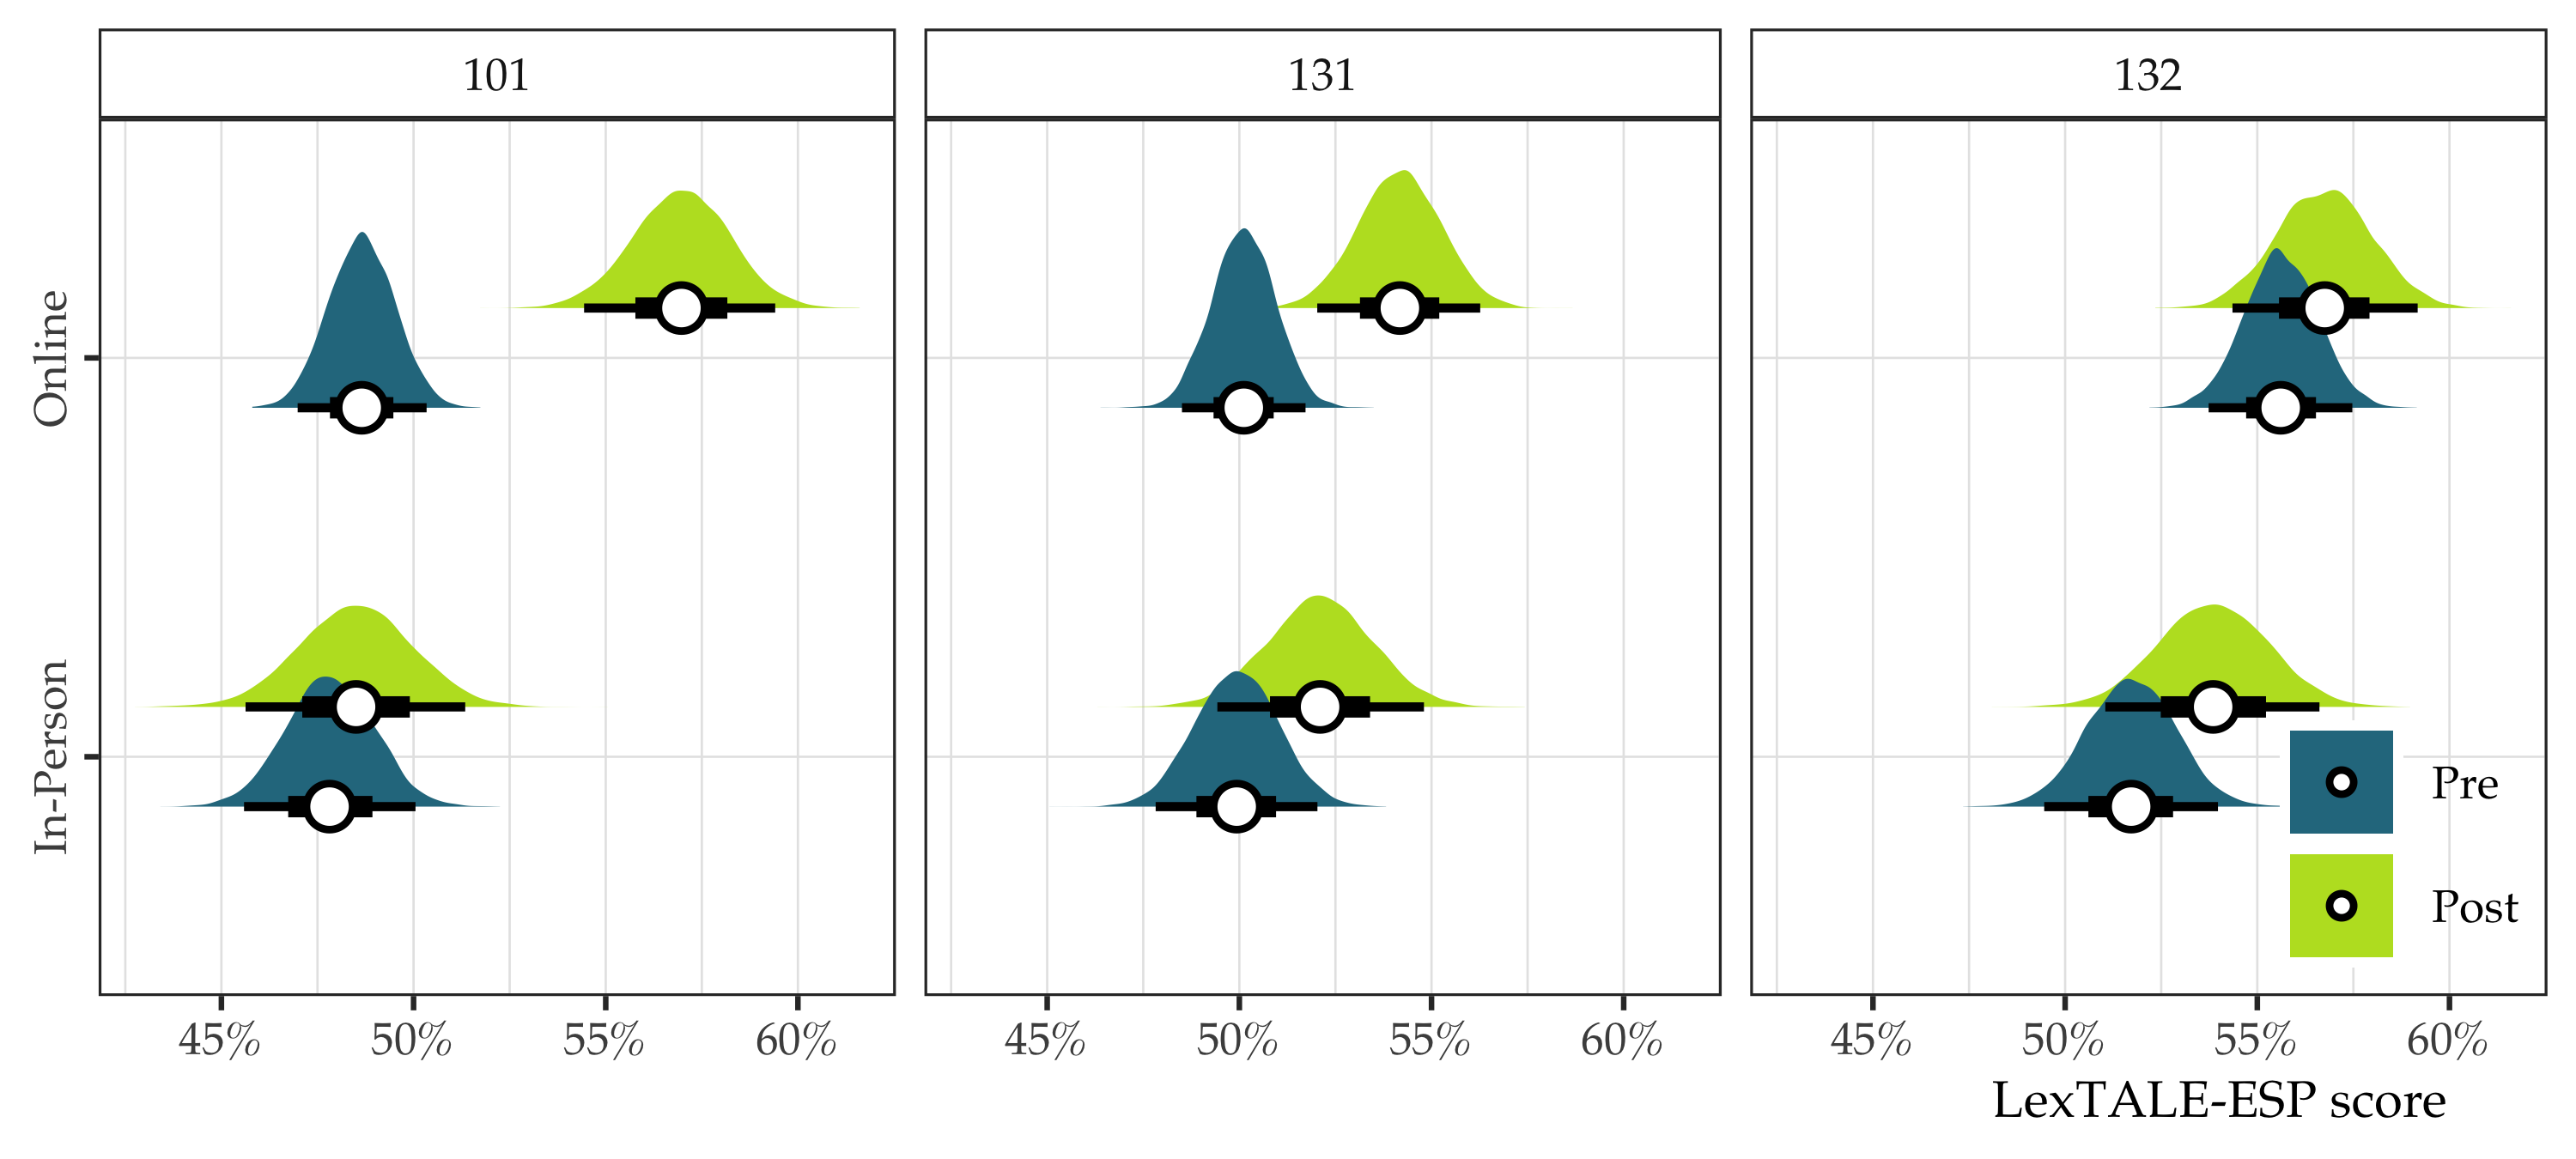 101 131 132
Online
In-Person
Pre
Post
45% 50% 55% 60% 45% 50% 55% 60% 45% 50% 55% 60%
LexTALE-ESP score